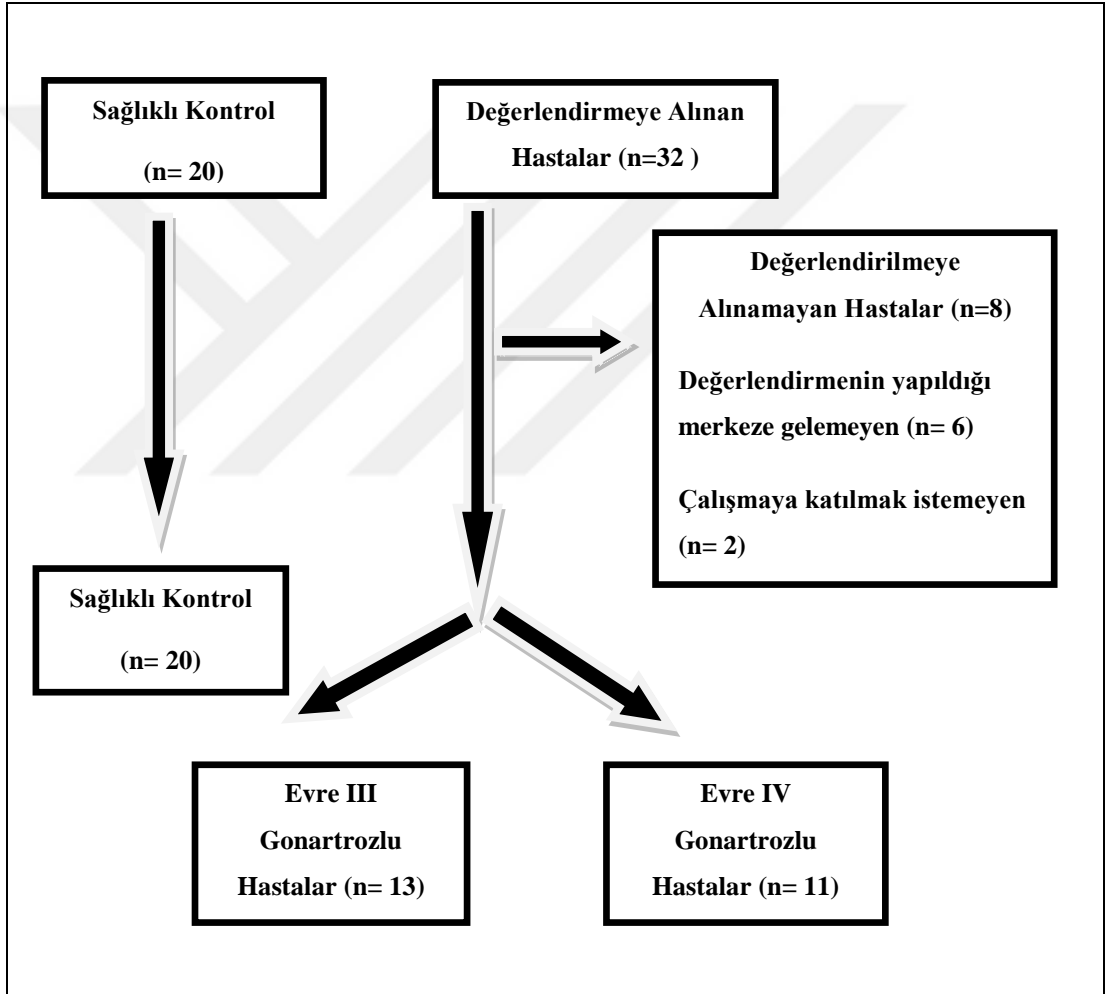 Sağlıklı Kontrol
(n= 20)
Değerlendirmeye Alınan
Hastalar (n=32 )
Değerlendirilmeye
Alınamayan Hastalar (n=8)
Değerlendirmenin yapıldığı
merkeze gelemeyen (n= 6)
Çalışmaya katılmak istemeyen
(n= 2)
Sağlıklı Kontrol
(n= 20)
Evre III
Gonartrozlu
Hastalar (n= 13)
Evre IV
Gonartrozlu
Hastalar (n= 11)